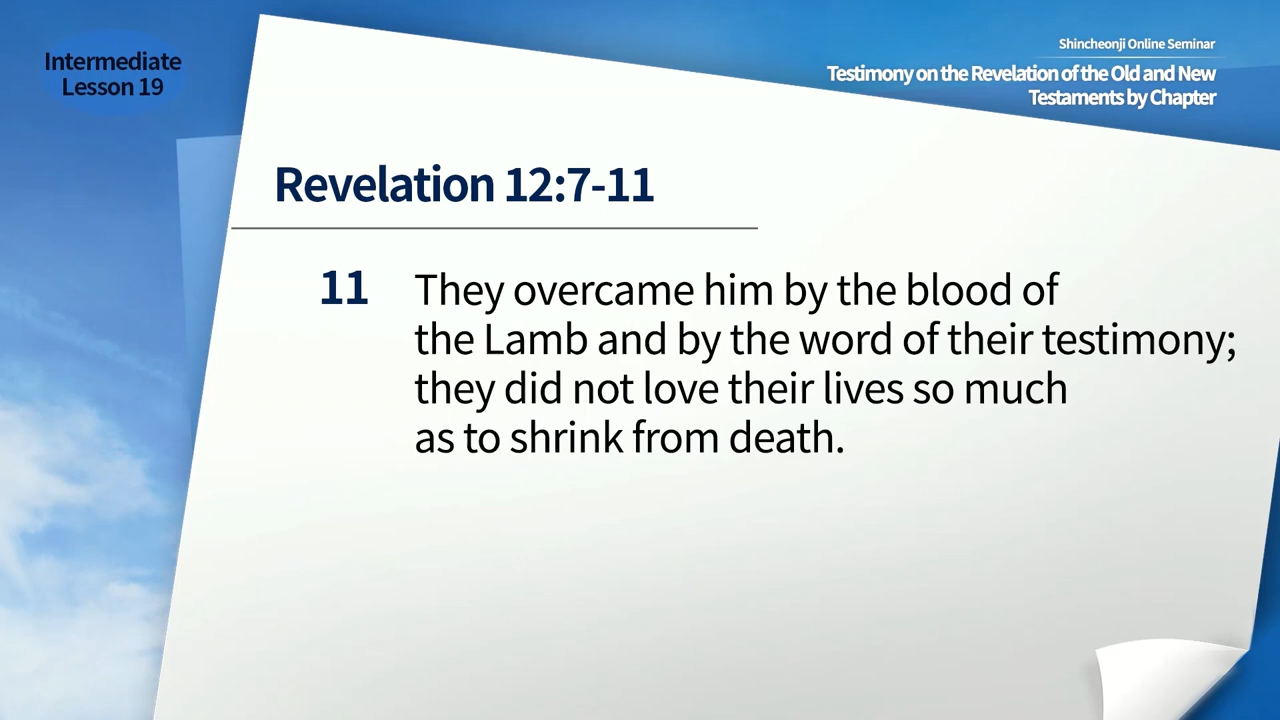 Intermediate
Lesson 19
Shincheonji Online Seminar
Testimony on the Revelation of the Old and New
Testaments by Chapter
Revelation 12:7-11
11 They overcame him by the blood of
the Lamb and by the word of their testimony;
they did not love their lives so much
as to shrink from death.